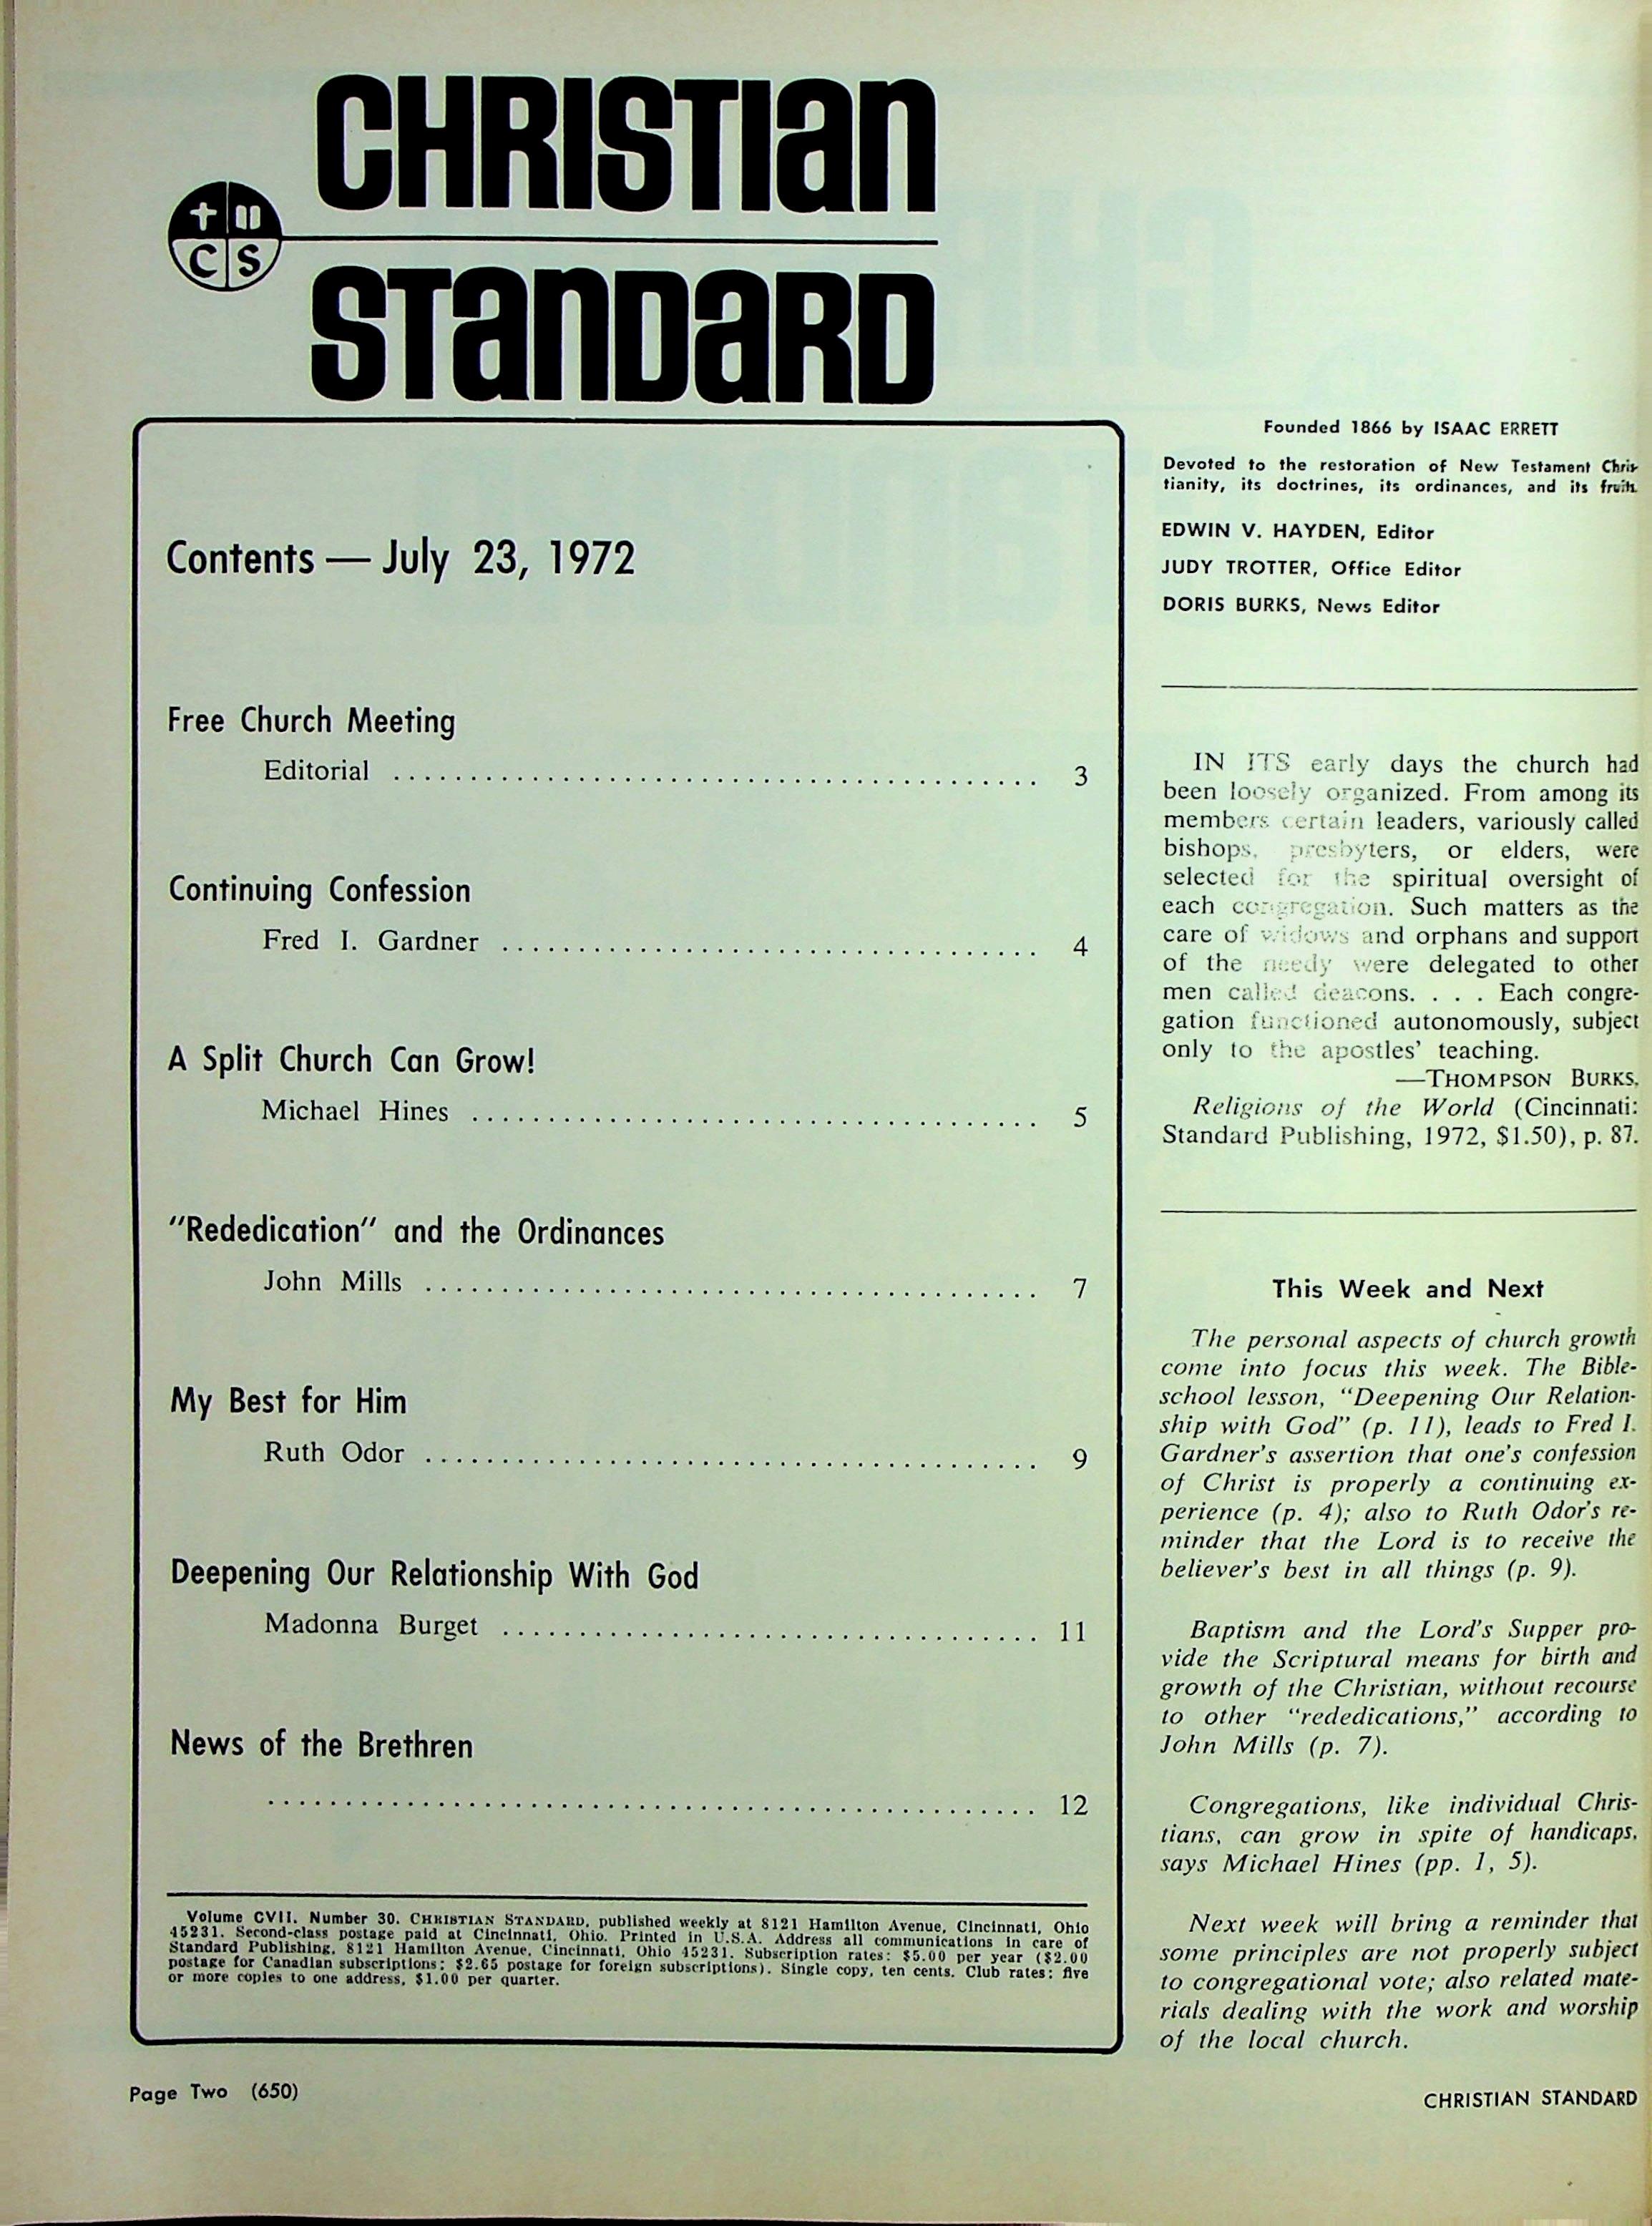 CHRISTIAN
C S
STANDARD
Contents — July 23, 1972
Free Church Meeting
Editorial ........................................ 3
Continuing Confession
Fred I. Gardner ................................. 4
A Split Church Can Grow!
Michael Hines ................................... 5
"Rededication" and the Ordinances
John Mills ...................................... 7
My Best for Him
Ruth Odor ....................................... 9
Deepening Our Relationship With God
Madonna Burget .................................. 11
News of the Brethren
................................................. 12
Volume CVII. Number 30. CHRISTIAN STANDARD, published weekly at 8121 Hamilton Avenue, Cincinnati, Ohio
45231. Second-class postage paid at Cincinnati, Ohio. Printed in U.S.A. Address all communications in care of
Standard Publishing, 8121 Hamilton Avenue, Cincinnati, Ohio 45231. Subscription rates: $5.00 per year ($2.00
postage for Canadian subscriptions; $2.65 postage for foreign subscriptions). Single copy, ten cents. Club rates: five
or more copies to one address, $1.00 per quarter.
Founded 1866 by ISAAC ERRETT
Devoted to the restoration of New Testament Chris-
tianity, its doctrines, its ordinances, and its fruits.
EDWIN V. HAYDEN, Editor
JUDY TROTTER, Office Editor
DORIS BURKS, News Editor
IN ITS early days the church had
been loosely organized. From among its
members certain leaders, variously called
bishops, presbyters, or elders, were
selected for the spiritual oversight of
each congregation. Such matters as the
care of widows and orphans and support
of the needy were delegated to other
men called deacons. . . . Each congre-
gation functioned autonomously, subject
only to the apostles' teaching.
—THOMPSON BURKS,
Religions of the World (Cincinnati:
Standard Publishing, 1972, $1.50), p. 87.
This Week and Next
The personal aspects of church growth
come into focus this week. The Bible-
school lesson, "Deepening Our Relation-
ship with God" (p. 11), leads to Fred I.
Gardner's assertion that one's confession
of Christ is properly a continuing ex-
perience (p. 4); also to Ruth Odor's re-
minder that the Lord is to receive the
believer's best in all things (p. 9).
Baptism and the Lord's Supper pro-
vide the Scriptural means for birth and
growth of the Christian, without recourse
to other "rededications," according to
John Mills (p. 7).
Congregations, like individual Chris-
tians, can grow in spite of handicaps,
says Michael Hines (pp. 1, 5).
Next week will bring a reminder that
some principles are not properly subject
to congregational vote; also related mate-
rials dealing with the work and worship
of the local church.
Page Two (650)
CHRISTIAN STANDARD